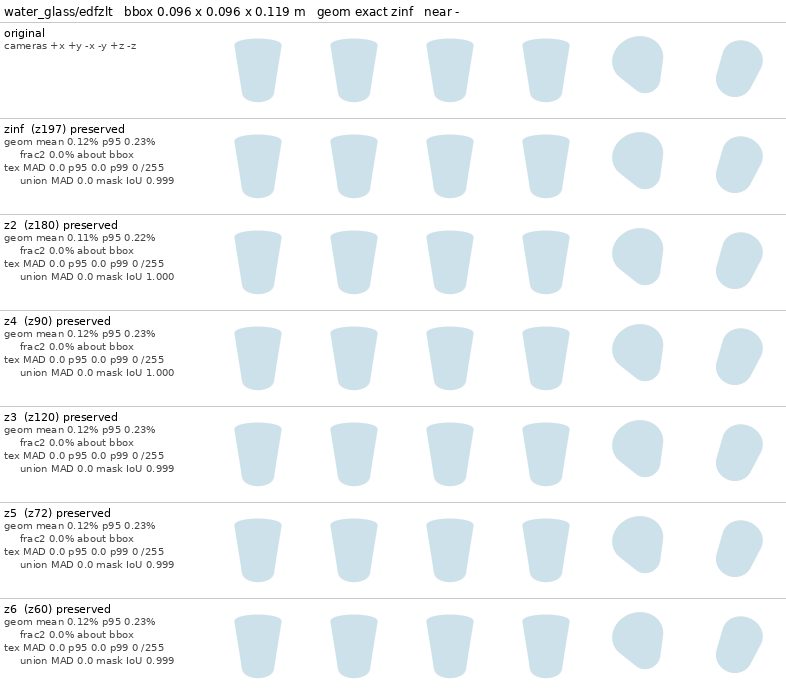 water_glass/edfzlt   bbox 0.096 x 0.096 x 0.119 m   geom exact zinf   near -
original
cameras +x +y -x -y +z -z
zinf  (z197) preserved
geom mean 0.12% p95 0.23%
frac2 0.0% about bbox
tex MAD 0.0 p95 0.0 p99 0 /255
union MAD 0.0 mask IoU 0.999
z2  (z180) preserved
geom mean 0.11% p95 0.22%
frac2 0.0% about bbox
tex MAD 0.0 p95 0.0 p99 0 /255
union MAD 0.0 mask IoU 1.000
z4  (z90) preserved
geom mean 0.12% p95 0.23%
frac2 0.0% about bbox
tex MAD 0.0 p95 0.0 p99 0 /255
union MAD 0.0 mask IoU 1.000
z3  (z120) preserved
geom mean 0.12% p95 0.23%
frac2 0.0% about bbox
tex MAD 0.0 p95 0.0 p99 0 /255
union MAD 0.0 mask IoU 0.999
z5  (z72) preserved
geom mean 0.12% p95 0.23%
frac2 0.0% about bbox
tex MAD 0.0 p95 0.0 p99 0 /255
union MAD 0.0 mask IoU 0.999
z6  (z60) preserved
geom mean 0.12% p95 0.23%
frac2 0.0% about bbox
tex MAD 0.0 p95 0.0 p99 0 /255
union MAD 0.0 mask IoU 0.999